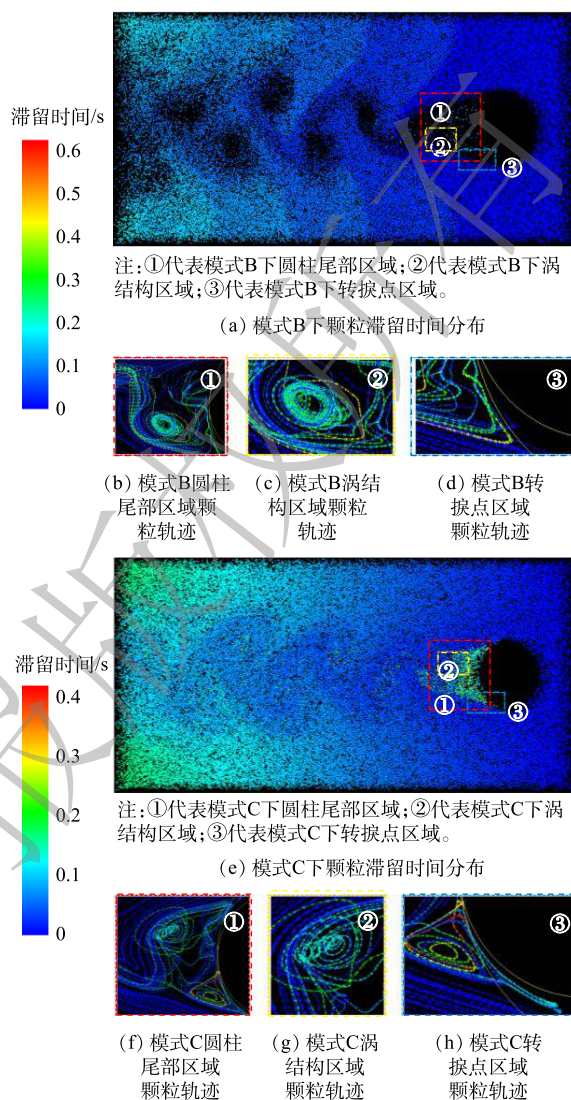 滞留时间/s
0.6
0.5
0.4
0.3
0.2
0.1
0
①
②
③
注:①代表模式B下圆柱尾部区域;②代表模式B下涡
结构区域;③代表模式B下转捩点区域。
(a) 模式B下颗粒滞留时间分布
①
②
③
(b) 模式B圆柱
尾部区域颗
粒轨迹
(c) 模式B涡结
构区域颗粒
轨迹
(d) 模式B转
捩点区域
颗粒轨迹
滞留时间/s
0.4
0.3
0.2
0.1
0
②
①
③
注:①代表模式C下圆柱尾部区域;②代表模式C下涡
结构区域;③代表模式C下转捩点区域。
(e) 模式C下颗粒滞留时间分布
①
②
③
(f) 模式C圆柱
尾部区域
颗粒轨迹
(g) 模式C涡
结构区域
颗粒轨迹
(h) 模式C转
捩点区域
颗粒轨迹
版权所有